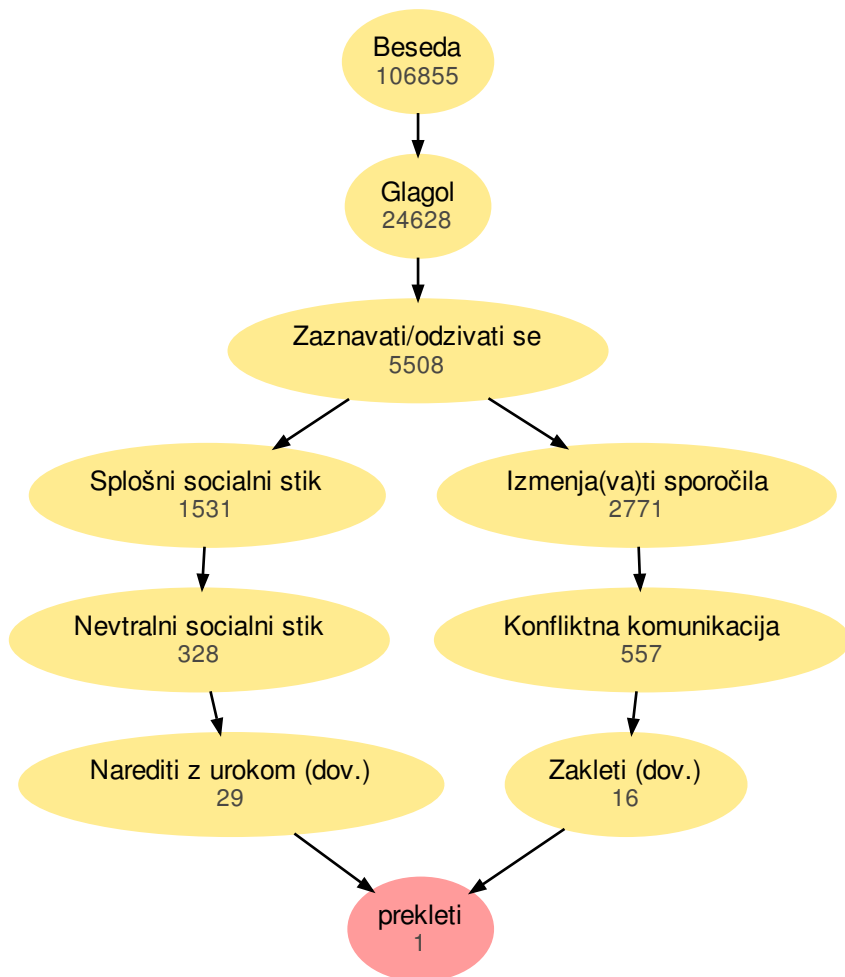 Beseda
106855
Glagol
24628
Zaznavati/odzivati se
5508
Splošni socialni stik
1531
Izmenja(va)ti sporočila
2771
Nevtralni socialni stik
328
Konfliktna komunikacija
557
Narediti z urokom (dov.)
29
Zakleti (dov.)
16
prekleti
1